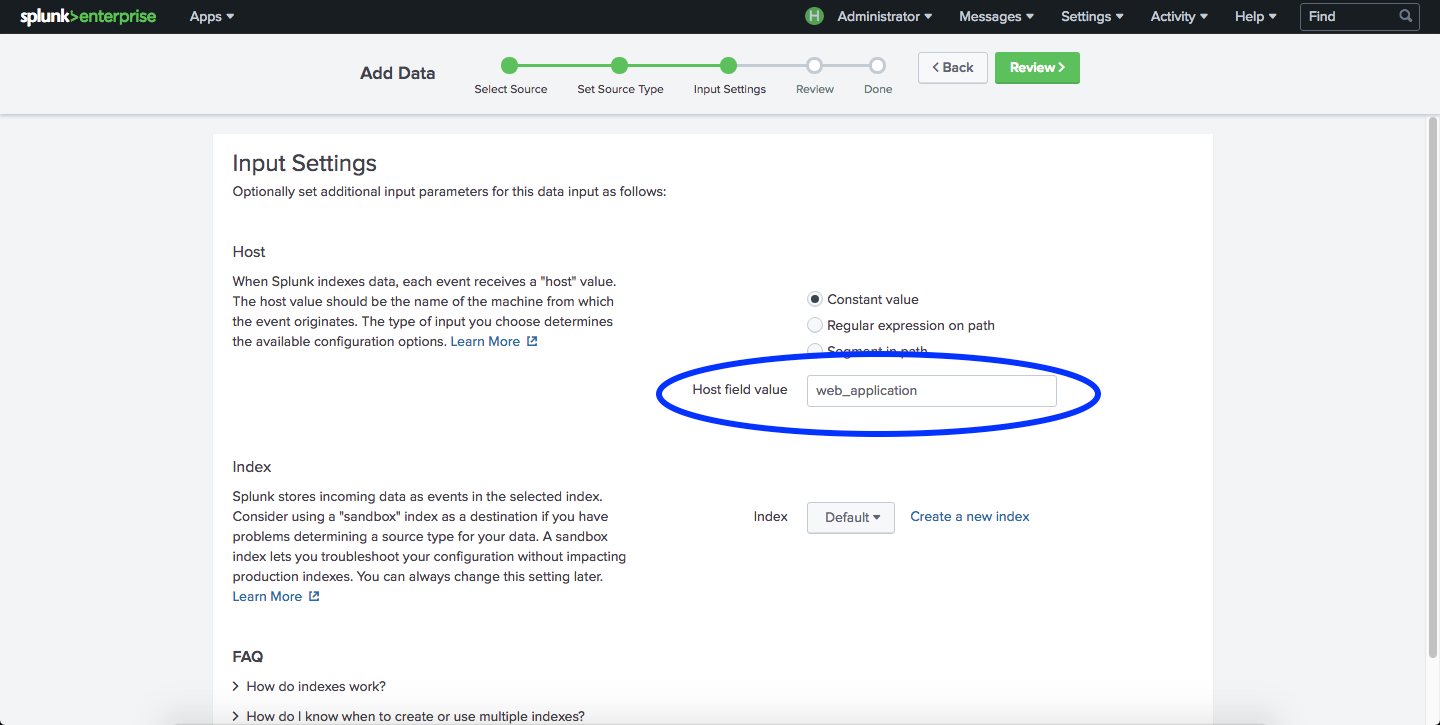 splunk>enterprise Apps H Administrator Messages Settings Activity Help Find
Add Data
Select Source Set Source Type Input Settings Review Done
< Back Review >
Input Settings
Optionally set additional input parameters for this data input as follows:
Host
When Splunk indexes data, each event receives a "host" value.
The host value should be the name of the machine from which
the event originates. The type of input you choose determines
the available configuration options. Learn More
Constant value
Regular expression on path
Segment in path
Host field value web_application
Index
Splunk stores incoming data as events in the selected index.
Consider using a "sandbox" index as a destination if you have
problems determining a source type for your data. A sandbox
index lets you troubleshoot your configuration without impacting
production indexes. You can always change this setting later.
Learn More
Index Default Create a new index
FAQ
> How do indexes work?
> How do I know when to create or use multiple indexes?